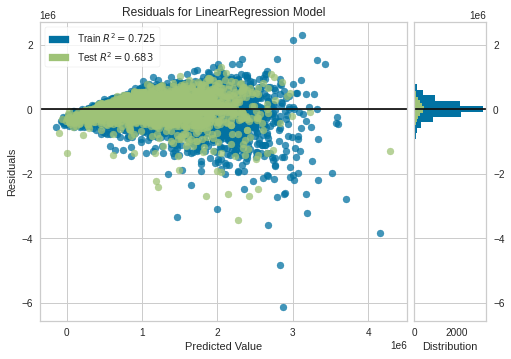 Residuals for LinearRegression Model
1e6
1e6
Train R² = 0.725
Test R² = 0.683
2
0
−2
−4
−6
Residuals
0
1
2
3
4
1e6
Predicted Value
2
0
−2
−4
−6
0
2000
Distribution